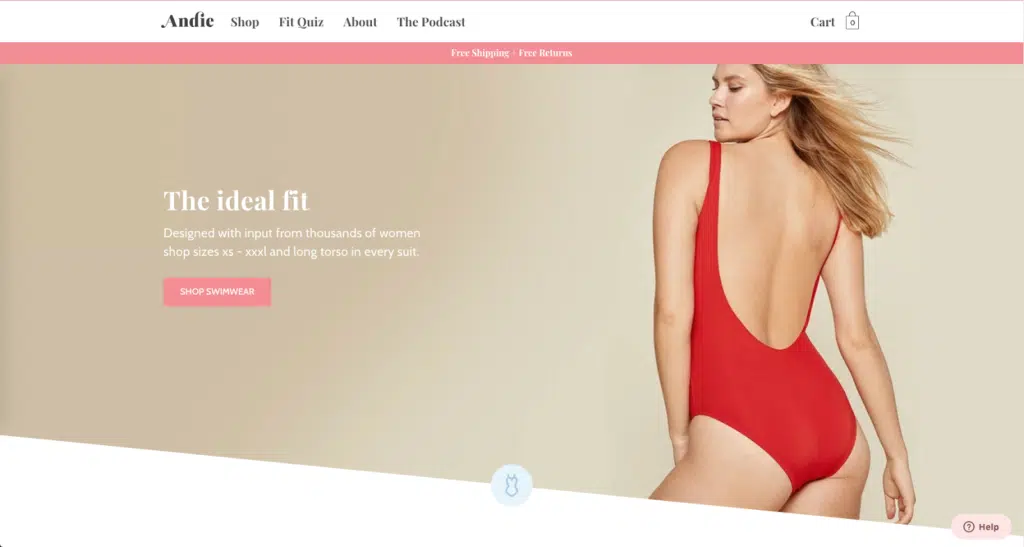 Andie Shop Fit Quiz About The Podcast Cart 0
Free Shipping + Free Returns
The ideal fit
Designed with input from thousands of women
shop sizes xs - xxxl and long torso in every suit.
SHOP SWIMWEAR
Help